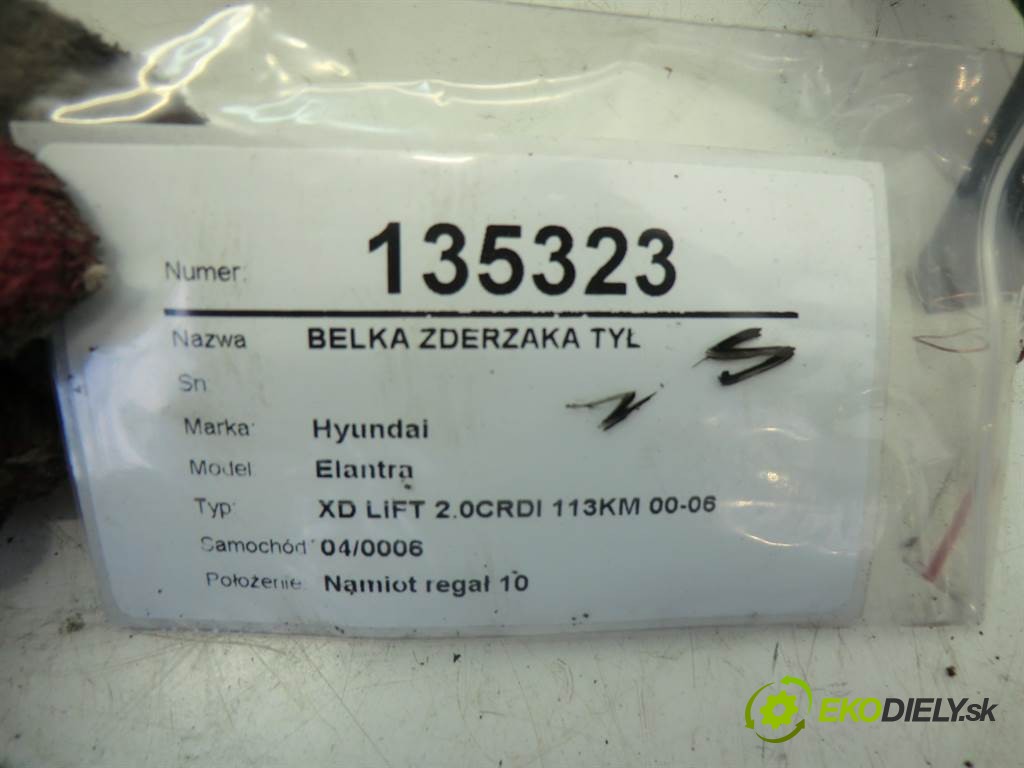 Numer: 135323
Nazwa BELKA ZDERZAKA TYŁ
Sn
Marka: Hyundai
Model Elantra
Typ: XD LiFT 2.0CRDI 113KM 00-06
Samochód: 04/0006
Położenie: Namiot regał 10
EKODIELY.sk